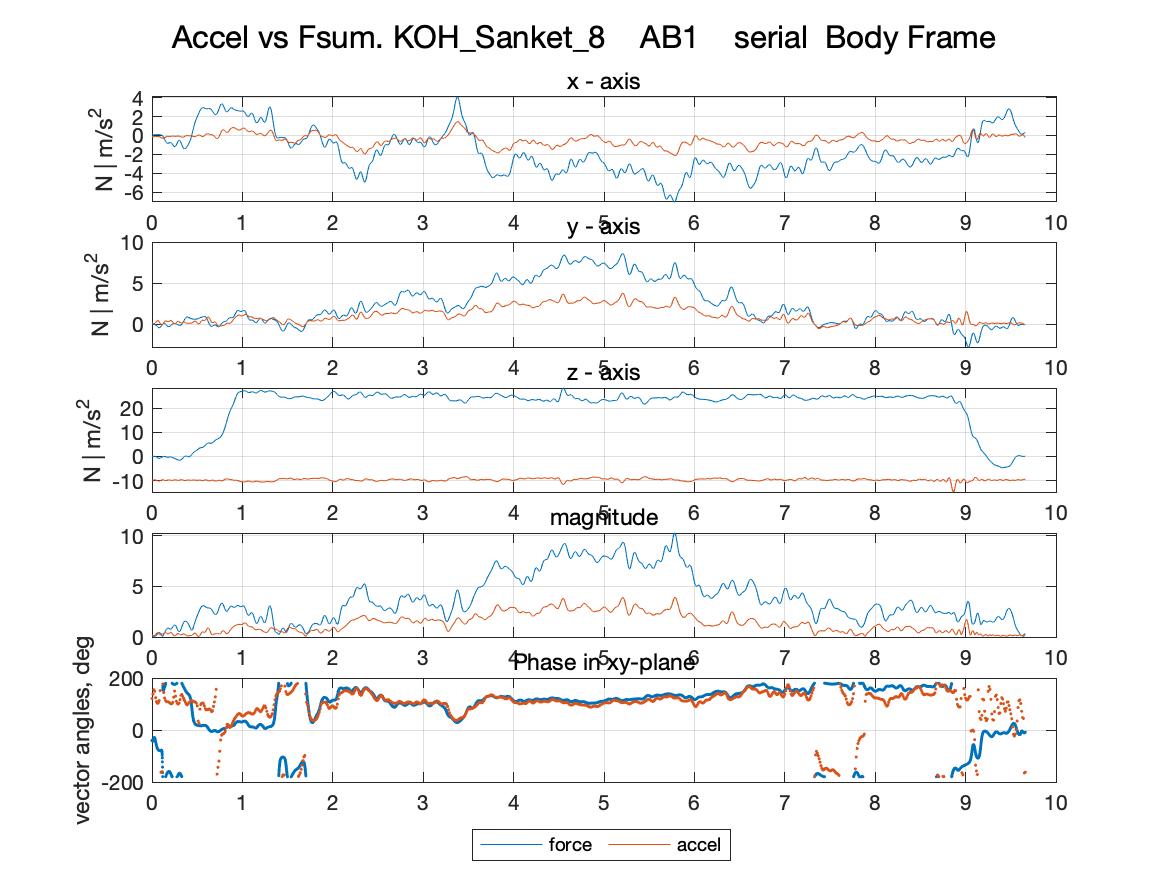 Accel vs Fsum. KOH_Sanket_8    AB1    serial  Body Frame
x - axis
N | m/s2
4
2
0
-2
-4
-6
0 1 2 3 4 5 6 7 8 9 10
y - axis
N | m/s2
10
5
0
0 1 2 3 4 5 6 7 8 9 10
z - axis
N | m/s2
20
10
0
-10
0 1 2 3 4 5 6 7 8 9 10
magnitude
10
5
0
0 1 2 3 4 5 6 7 8 9 10
Phase in xy-plane
vector angles, deg
200
0
-200
0 1 2 3 4 5 6 7 8 9 10
force accel